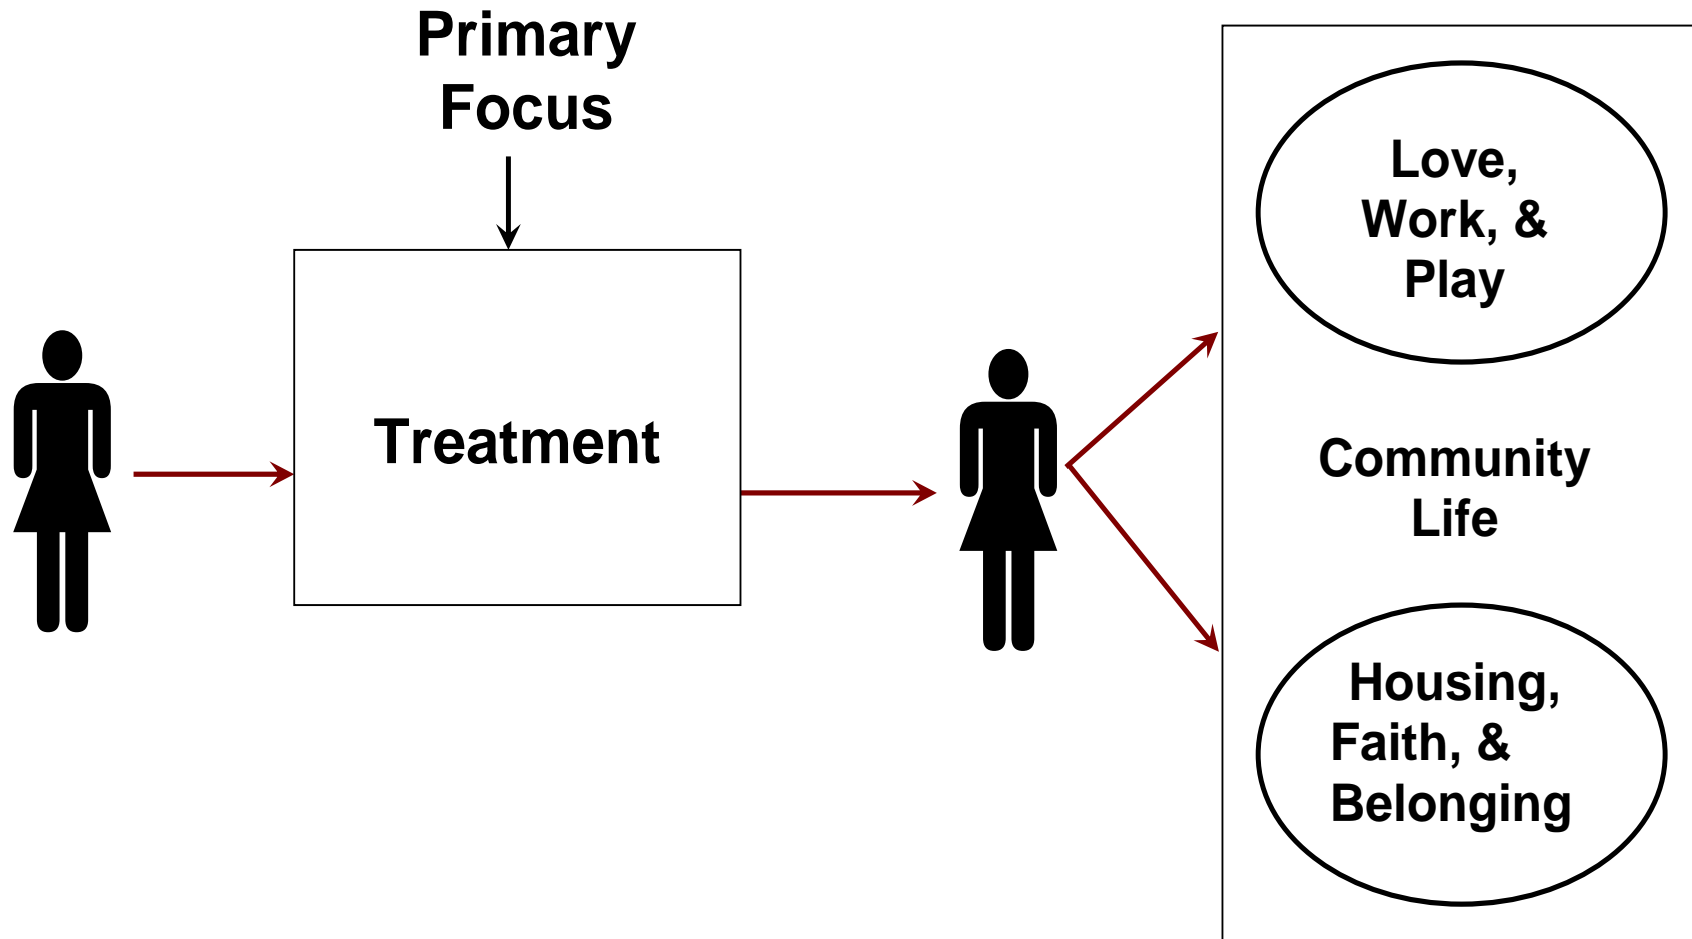 Primary
Focus
Treatment
Love,
Work, &
Play
Community
Life
Housing,
Faith, &
Belonging